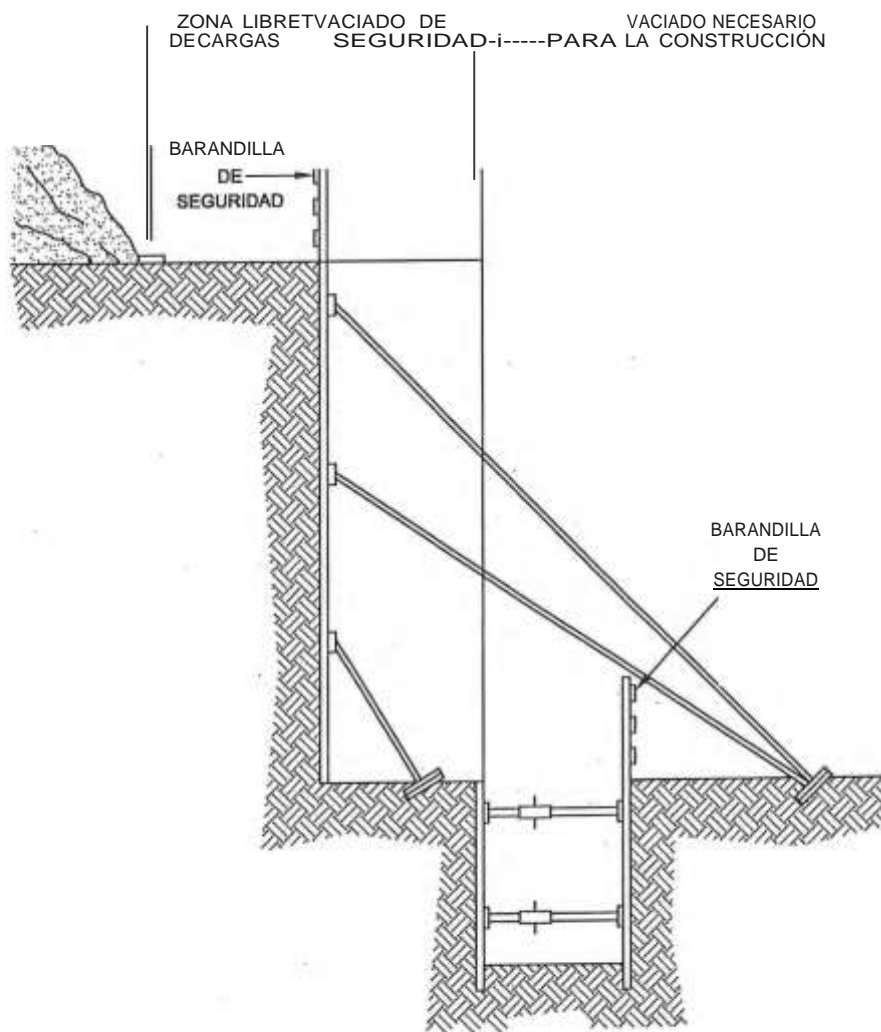 ZONA LIBRETVACIADO DE VACIADO NECESARIO
DECARGAS SEGURIDAD-i-----PARA LA CONSTRUCCIÓN
BARANDILLA
DE
SEGURIDAD
BARANDILLA
DE
SEGURIDAD